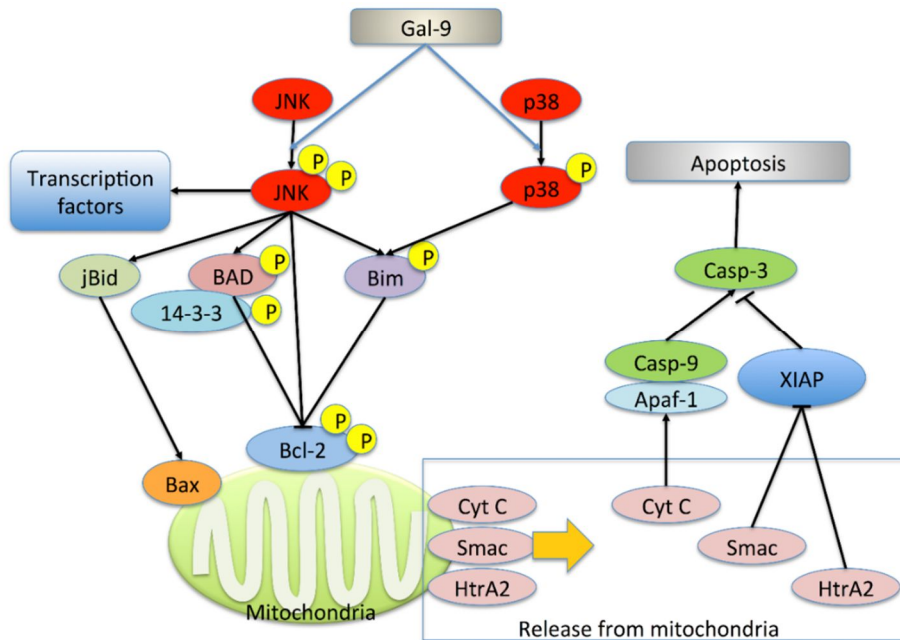 Gal-9
JNK
p38
P
P
JNK
P
p38
Transcription
factors
Apoptosis
jBid
P
BAD
P
Bim
14-3-3
P
Casp-3
Casp-9
Apaf-1
XIAP
P
P
Bcl-2
Bax
Cyt C
Smac
HtrA2
Cyt C
Smac
HtrA2
Mitochondria
Release from mitochondria